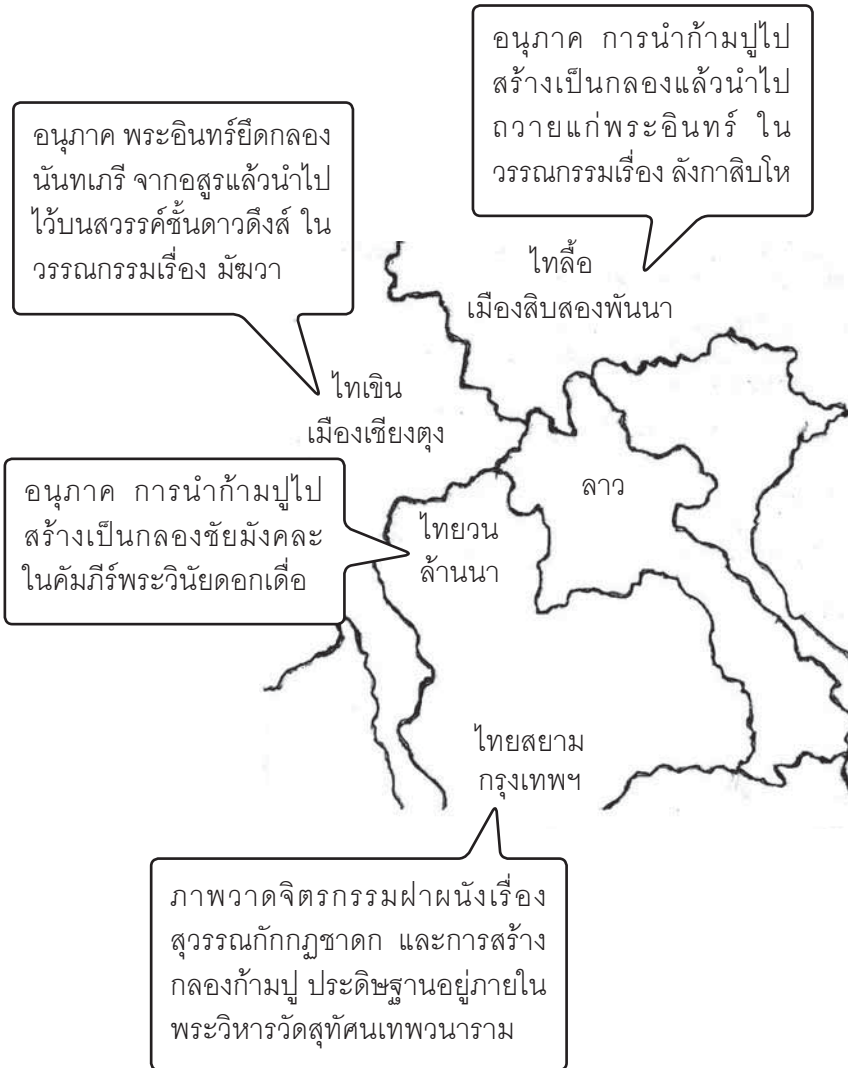 อนุภาค การนำก้ามปูไป
สร้างเป็นกลองแล้วนำไป
ถวายแก่พระอินทร์ ใน
วรรณกรรมเรื่อง ลังกาสิบโห
อนุภาค พระอินทร์ยึดกลอง
นันทเภรี จากอสูรแล้วนำไป
ไว้บนสวรรค์ชั้นดาวดึงส์ ใน
วรรณกรรมเรื่อง มัฆวา
ไทลื้อ
เมืองสิบสองพันนา
ไทเขิน
เมืองเชียงตุง
อนุภาค การนำก้ามปูไป
สร้างเป็นกลองชัยมังคละ
ในคัมภีร์พระวินัยดอกเดื่อ
ลาว
ไทยวน
ล้านนา
ไทยสยาม
กรุงเทพฯ
ภาพวาดจิตรกรรมฝาผนังเรื่อง
สุวรรณกักกฏชาดก และการสร้าง
กลองก้ามปู ประดิษฐานอยู่ภายใน
พระวิหารวัดสุทัศนเทพวนาราม